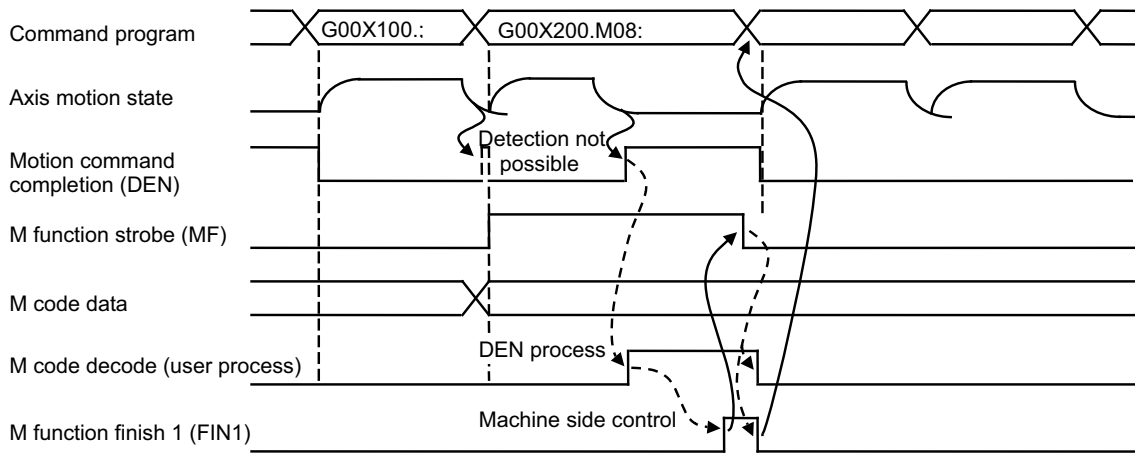 Command program
G00X100.;
G00X200.M08:
Axis motion state
Detection not
possible
Motion command
completion (DEN)
M function strobe (MF)
M code data
DEN process
M code decode (user process)
Machine side control
M function finish 1 (FIN1)